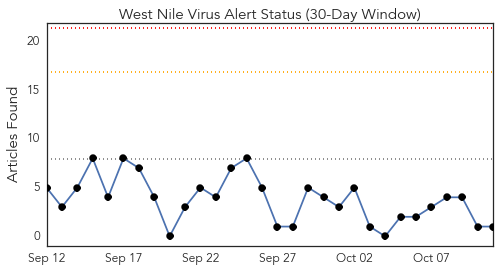 West Nile Virus Alert Status (30-Day Window)
Articles Found
20
15
10
5
0
Sep 12 Sep 17 Sep 22 Sep 27 Oct 02 Oct 07